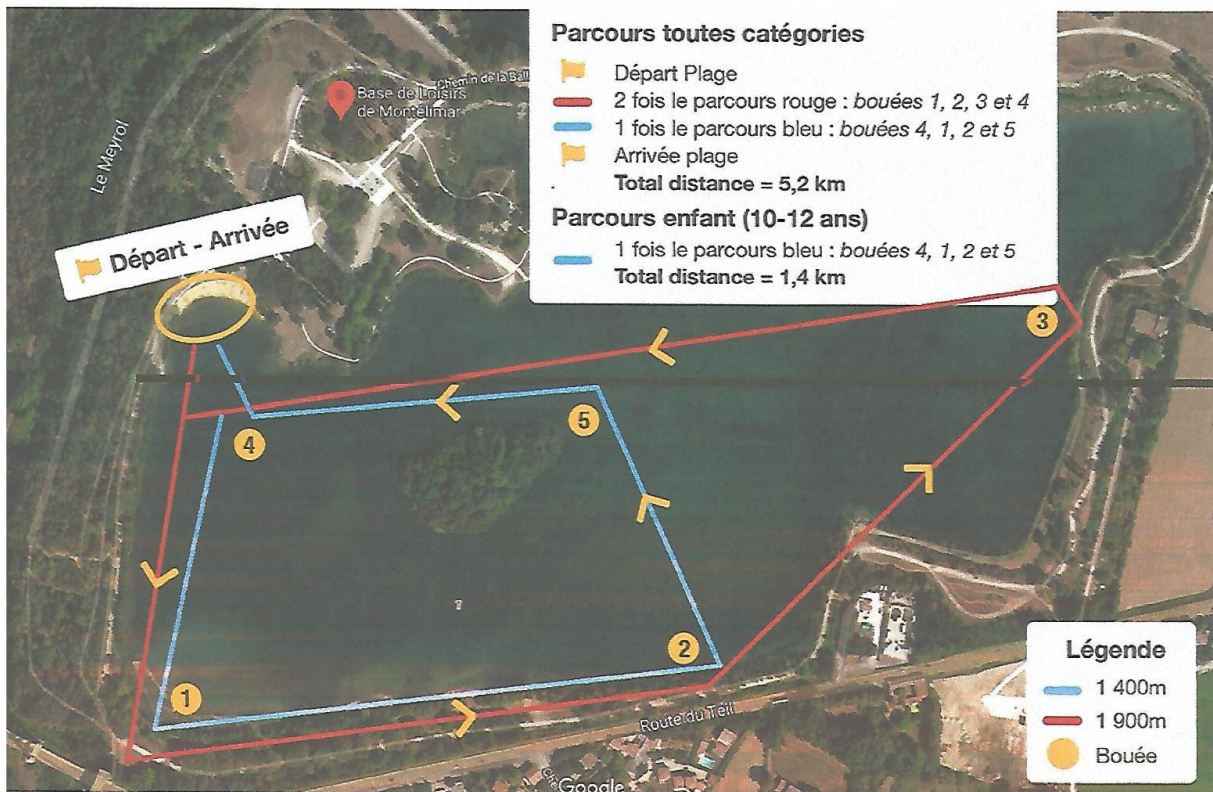 Parcours toutes catégories
Départ Plage
2 fois le parcours rouge : bouées 1, 2, 3 et 4
1 fois le parcours bleu : bouées 4, 1, 2 et 5
Arrivée plage
Total distance = 5,2 km
Parcours enfant (10-12 ans)
1 fois le parcours bleu : bouées 4, 1, 2 et 5
Total distance = 1,4 km
Chemin de la Ball
Base de Loisirs
de Montélimar
Le Meyrol
Départ - Arrivée
3
4
5
1
2
Route du Teil
Che
Google
Légende
1 400m
1 900m
Bouée